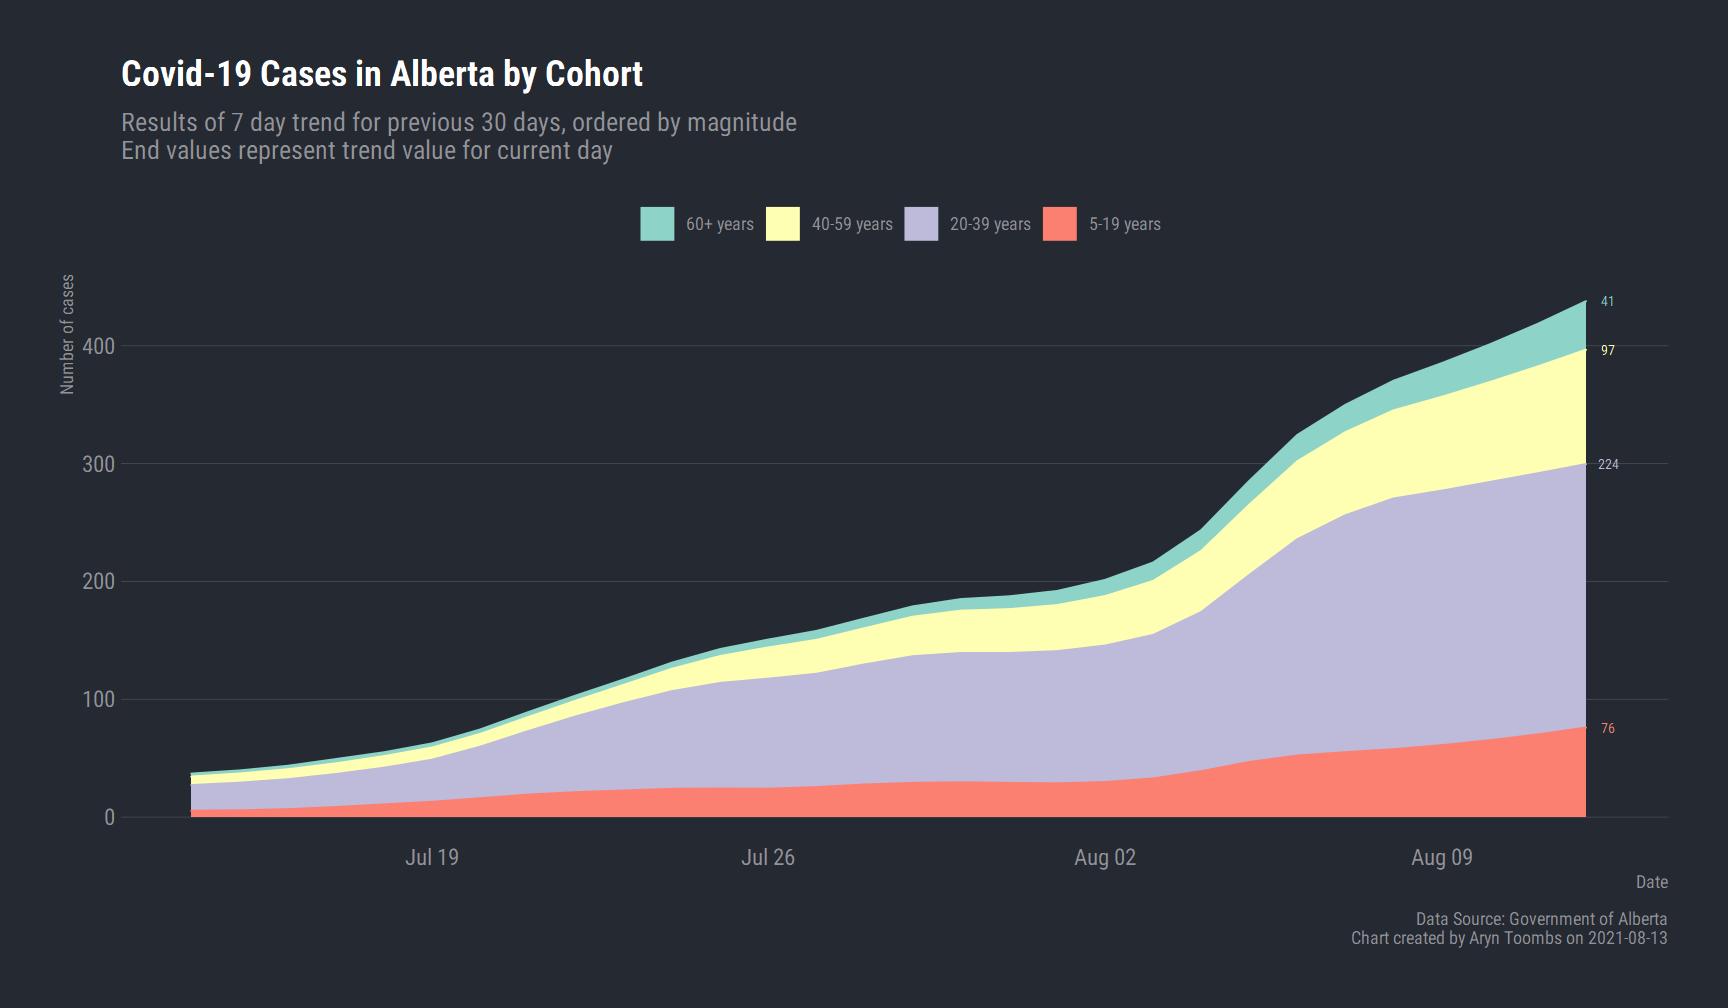 Covid-19 Cases in Alberta by Cohort
Results of 7 day trend for previous 30 days, ordered by magnitude
End values represent trend value for current day
60+ years 40-59 years 20-39 years 5-19 years
Number of cases
41
400
97
300
224
200
100
76
0
Jul 19 Jul 26 Aug 02 Aug 09
Date
Data Source: Government of Alberta
Chart created by Aryn Toombs on 2021-08-13